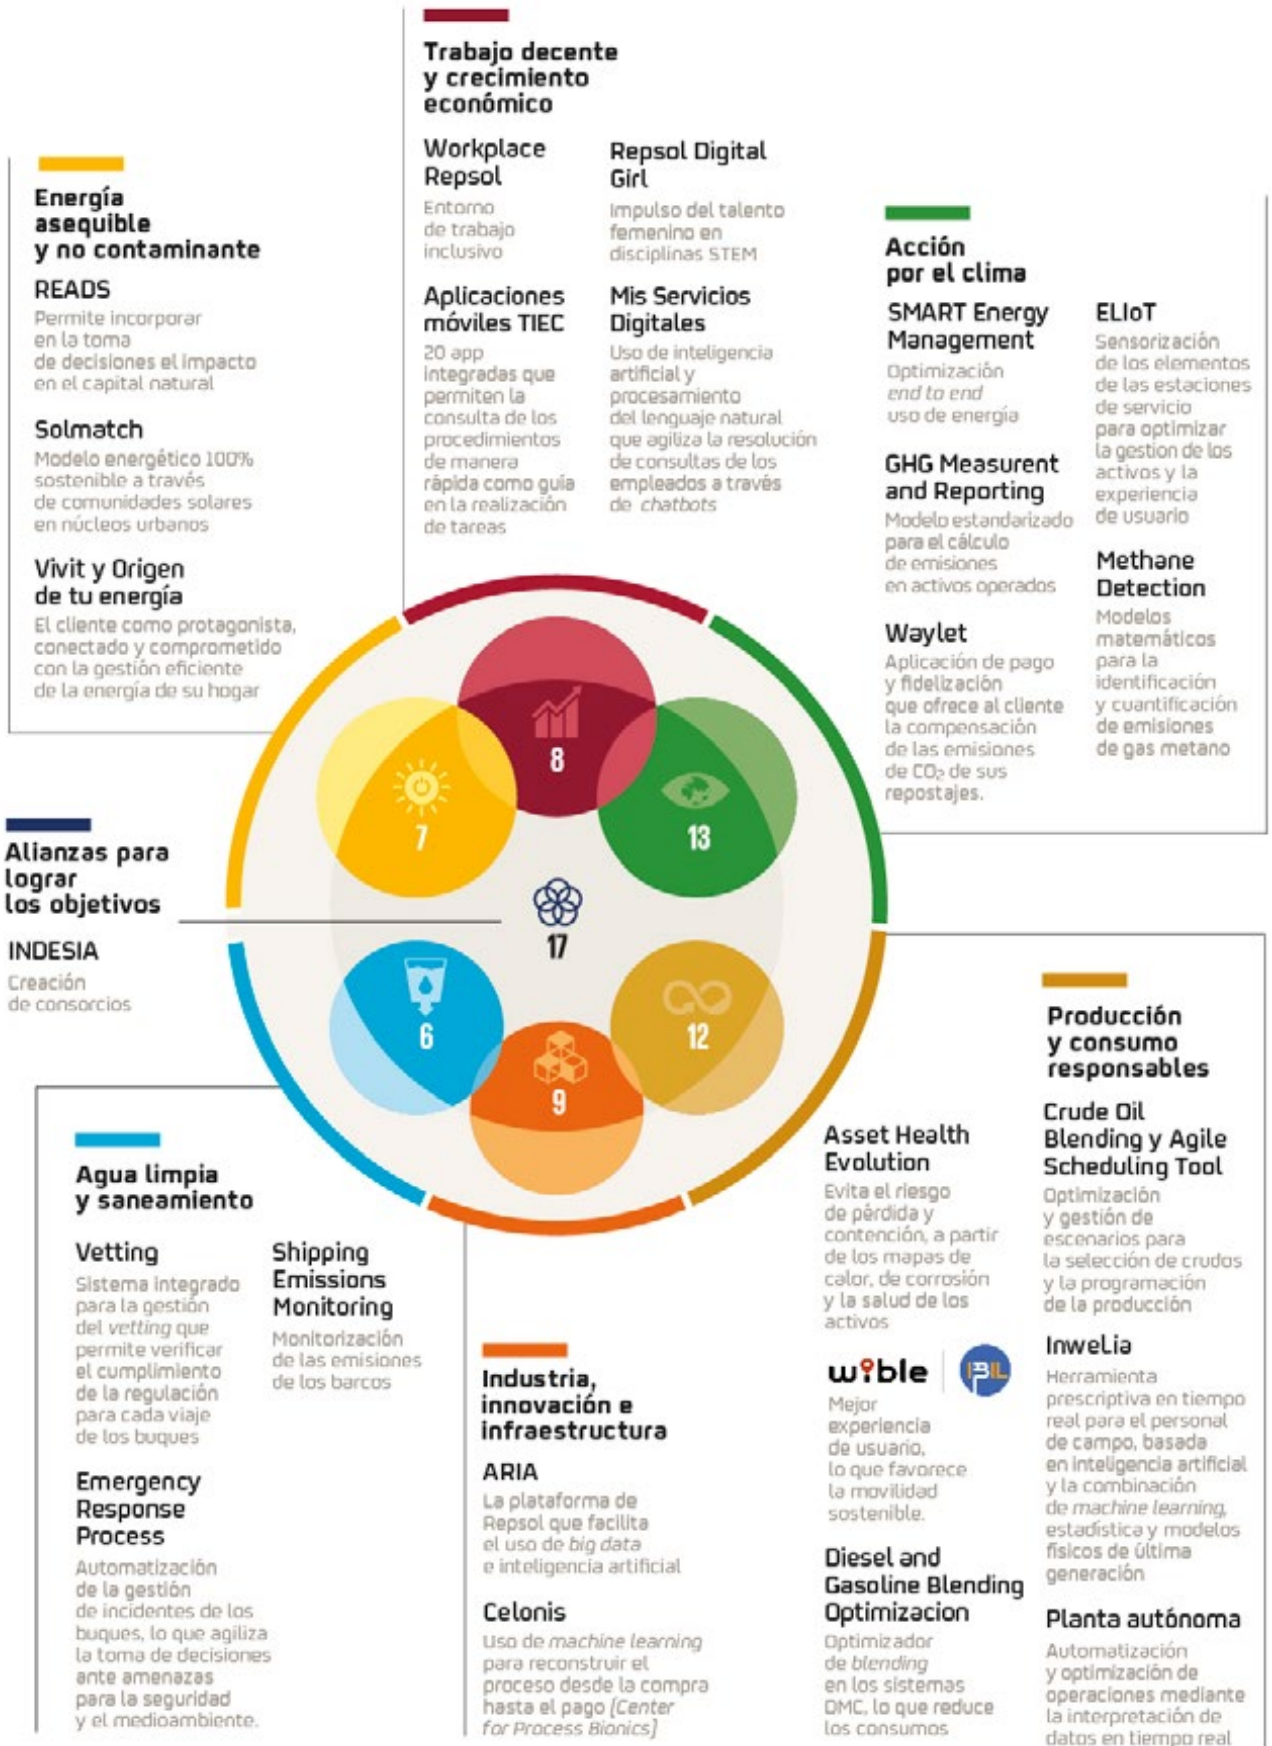 Trabajo decente
y crecimiento
económico
Workplace
Repsol
Entorno
de trabajo
inclusivo
Repsol Digital
Girl
Impulso del talento
femenino en
disciplinas STEM
Aplicaciones
móviles TIEC
20 app
integradas que
permiten la
consulta de los
procedimientos
de manera
rápida como guía
en la realización
de tareas
Mis Servicios
Digitales
Uso de inteligencia
artificial y
procesamiento
del lenguaje natural
que agiliza la resolución
de consultas de los
empleados a través
de chatbots
Energía
asequible
y no contaminante
READS
Permite incorporar
en la toma
de decisiones el impacto
en el capital natural
Solmatch
Modelo energético 100%
sostenible a través
de comunidades solares
en núcleos urbanos
Vivit y Origen
de tu energía
El cliente como protagonista,
conectado y comprometido
con la gestión eficiente
de la energía de su hogar
Acción
por el clima
SMART Energy
Management
Optimización
end to end
uso de energía
GHG Measurent
and Reporting
Modelo estandarizado
para el cálculo
de emisiones
en activos operados
Waylet
Aplicación de pago
y fidelización
que ofrece al cliente
la compensación
de las emisiones
de CO₂ de sus
repostajes.
ELIoT
Sensorización
de los elementos
de las estaciones
de servicio
para optimizar
la gestion de los
activos y la
experiencia
de usuario
Methane
Detection
Modelos
matemáticos
para la
identificación
y cuantificación
de emisiones
de gas metano
8
7
13
17
6
12
9
Alianzas para
lograr
los objetivos
INDESIA
Creación
de consorcios
Agua limpia
y saneamiento
Vetting
Sistema integrado
para la gestión
del vetting que
permite verificar
el cumplimiento
de la regulación
para cada viaje
de los buques
Shipping
Emissions
Monitoring
Monitorización
de las emisiones
de los barcos
Emergency
Response
Process
Automatización
de la gestión
de incidentes de los
buques, lo que agiliza
la toma de decisiones
ante amenazas
para la seguridad
y el medioambiente.
Industria,
innovación e
infraestructura
ARIA
La plataforma de
Repsol que facilita
el uso de big data
e inteligencia artificial
Celonis
Uso de machine learning
para reconstruir el
proceso desde la compra
hasta el pago (Center
for Process Bionics)
Producción
y consumo
responsables
Asset Health
Evolution
Evita el riesgo
de pérdida y
contención, a partir
de los mapas de
calor, de corrosión
y la salud de los
activos
wible
IBIL
Mejor
experiencia
de usuario,
lo que favorece
la movilidad
sostenible.
Diesel and
Gasoline Blending
Optimizacion
Optimizador
de blending
en los sistemas
DMC, lo que reduce
los consumos
Crude Oil
Blending y Agile
Scheduling Tool
Optimización
y gestión de
escenarios para
la selección de crudos
y la programación
de la producción
Inwelia
Herramienta
prescriptiva en tiempo
real para el personal
de campo, basada
en inteligencia artificial
y la combinación
de machine learning,
estadística y modelos
físicos de última
generación
Planta autónoma
Automatización
y optimización de
operaciones mediante
la interpretación de
datos en tiempo real